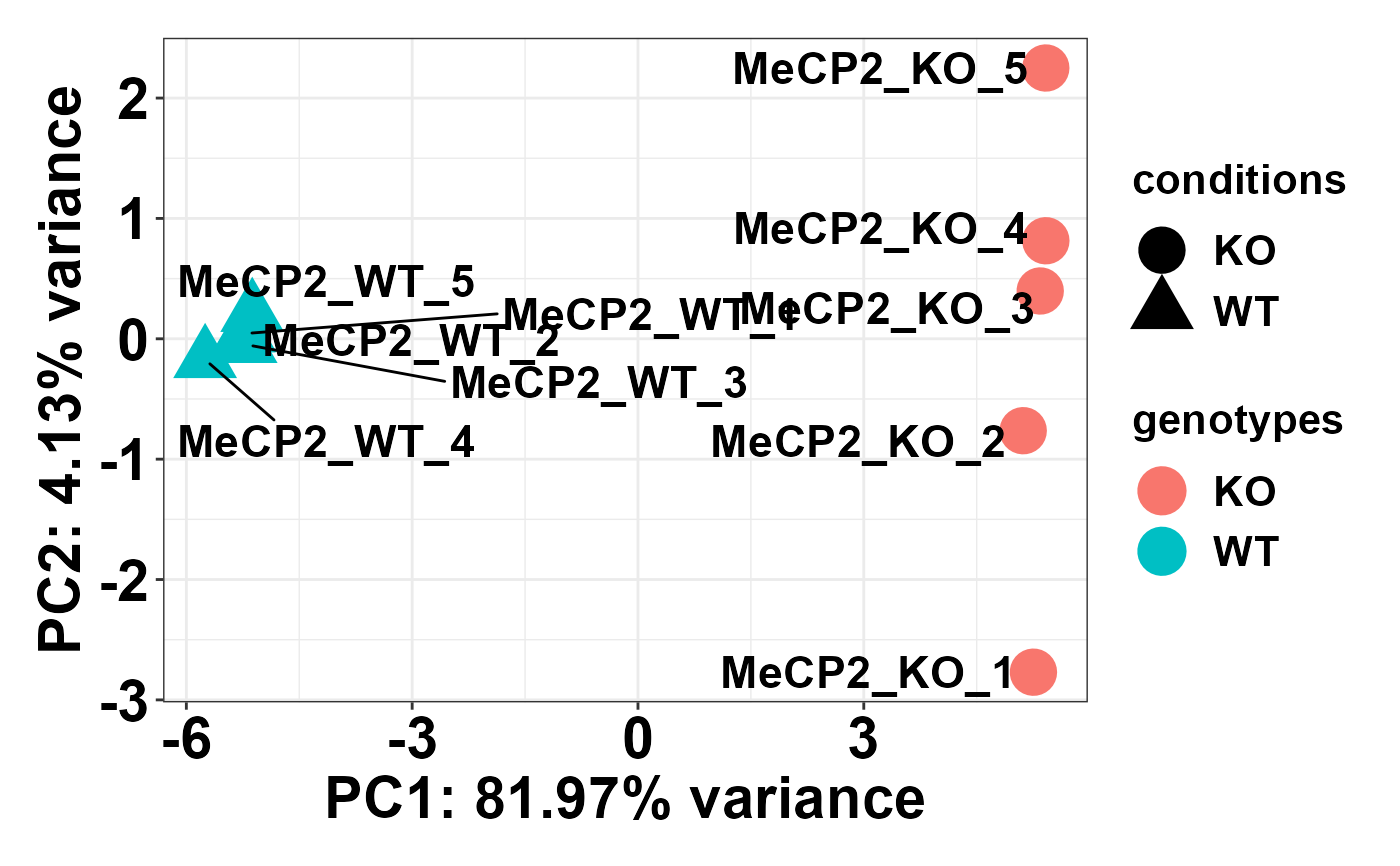 PC2: 4.13% variance
2
1
0
-1
-2
-3
MeCP2_KO_5
MeCP2_KO_4
MeCP2_WT_5
MeCP2_WT_1
MeCP2_KO_3
MeCP2_WT_2
MeCP2_WT_3
MeCP2_WT_4
MeCP2_KO_2
MeCP2_KO_1
-6
-3
0
3
PC1: 81.97% variance
conditions
KO
WT
genotypes
KO
WT